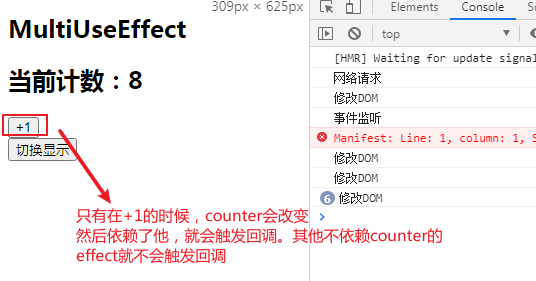 309px × 625px
MultiUseEffect
当前计数：8
+1
切换显示
只有在+1的时候，counter会改变
然后依赖了他，就会触发回调。其他不依赖counter的
effect就不会触发回调
Elements Console
top
[HMR] Waiting for update signal
网络请求
修改DOM
事件监听
Manifest: Line: 1, column: 1, S
修改DOM
修改DOM
6 修改DOM